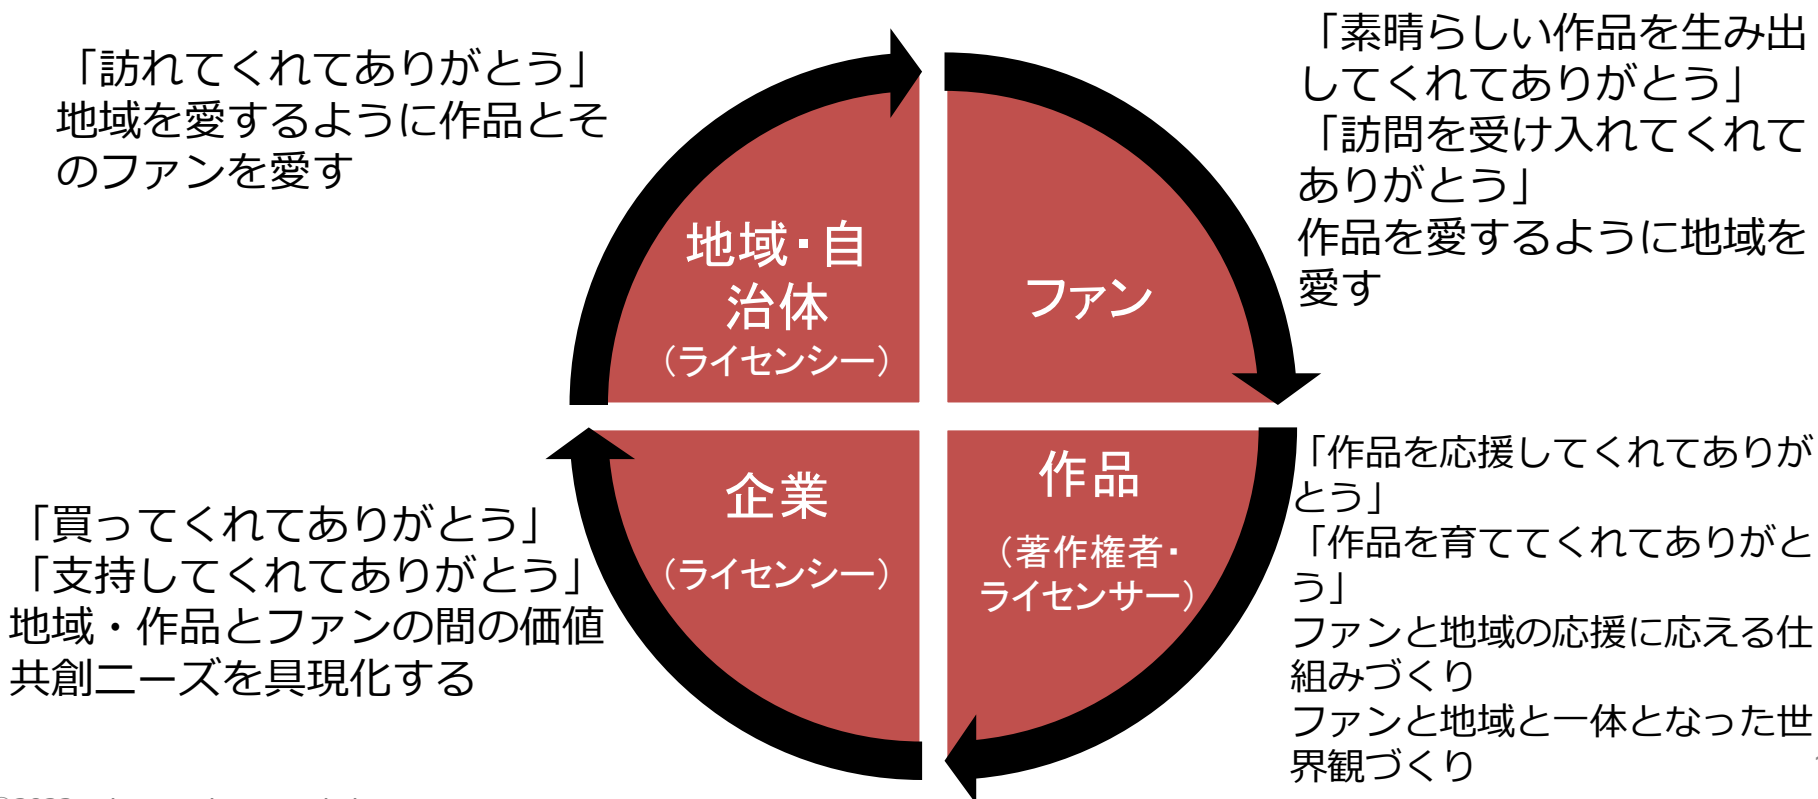 「訪れてくれてありがとう」
地域を愛するように作品とそ
のファンを愛す
「素晴らしい作品を生み出
してくれてありがとう」
「訪問を受け入れてくれて
ありがとう」
作品を愛するように地域を
愛す
地域・自
治体
（ライセンシー）
ファン
企業
（ライセンシー）
作品
（著作権者・
ライセンサー）
「買ってくれてありがとう」
「支持してくれてありがとう」
地域・作品とファンの間の価値
共創ニーズを具現化する
「作品を応援してくれてありが
とう」
「作品を育ててくれてありがと
う」
ファンと地域の応援に応える仕
組みづくり
ファンと地域と一体となった世
界観づくり